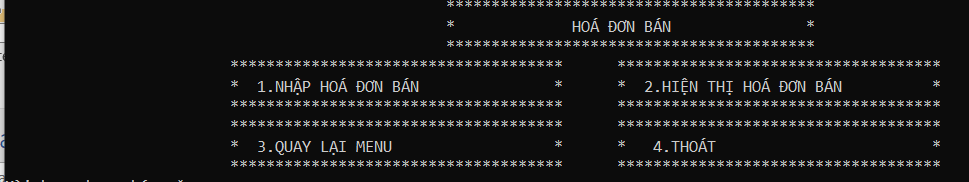 *****************************************
* HOÁ ĐƠN BÁN *
*****************************************
************************************* ************************************
* 1.NHẬP HOÁ ĐƠN BÁN * * 2.HIỆN THỊ HOÁ ĐƠN BÁN *
************************************* ************************************
************************************* ************************************
* 3.QUAY LẠI MENU * * 4.THOÁT *
************************************* ************************************